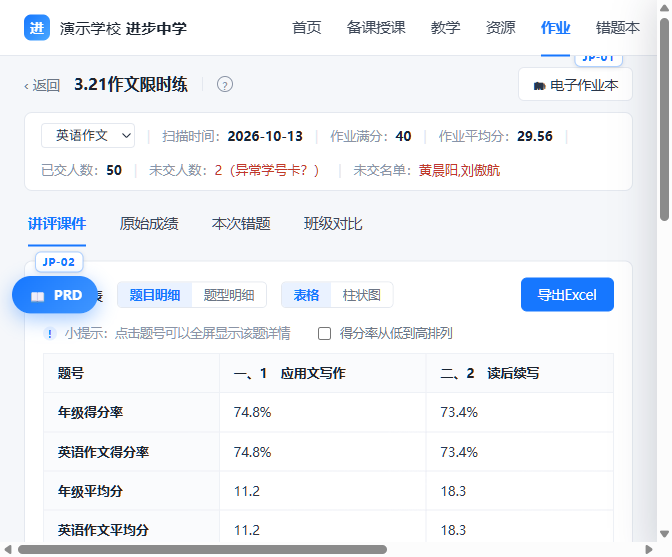 进 演示学校 进步中学 首页 备课授课 教学 资源 作业 错题本
JP-01
‹ 返回 3.21作文限时练 ? 电子作业本
英语作文 扫描时间：2026-10-13 作业满分：40 作业平均分：29.56
已交人数：50 未交人数：2（异常学号卡？） 未交名单：黄晨阳,刘傲航
讲评课件 原始成绩 本次错题 班级对比
JP-02
PRD 表 题目明细 题型明细 表格 柱状图 导出Excel
! 小提示：点击题号可以全屏显示该题详情 得分率从低到高排列
题号 一、1 应用文写作 二、2 读后续写
年级得分率 74.8% 73.4%
英语作文得分率 74.8% 73.4%
年级平均分 11.2 18.3
英语作文平均分 11.2 18.3